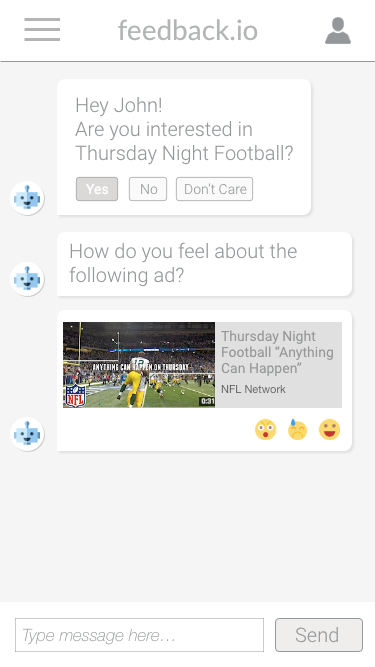 feedback.io
Hey John!
Are you interested in
Thursday Night Football?
Yes
No
Don't Care
How do you feel about the
following ad?
ANYTHING CAN HAPPEN ON THURSDAY
NFL
0:31
Thursday Night
Football “Anything
Can Happen”
NFL Network
Type message here...
Send